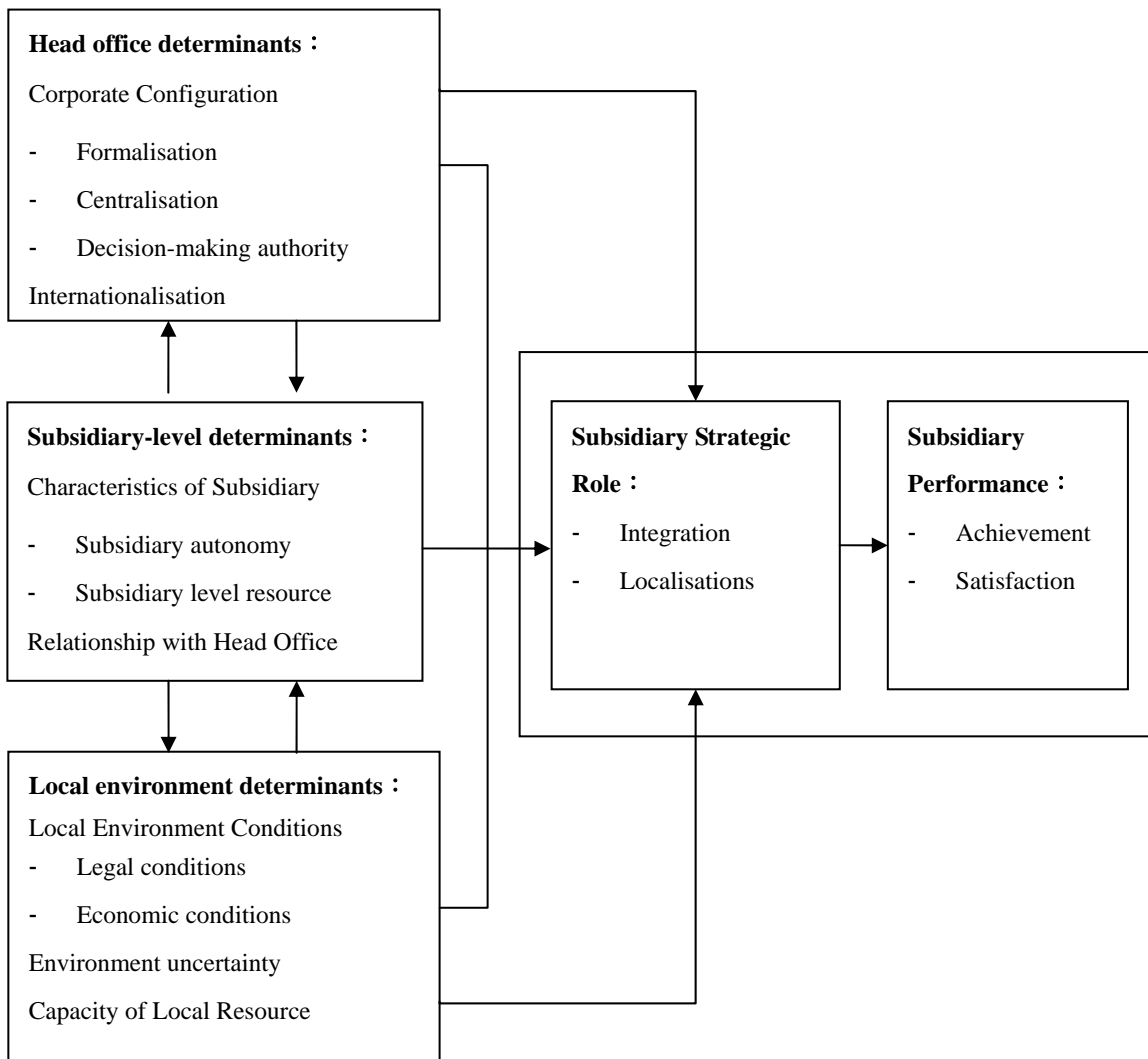 Head office determinants：
Corporate Configuration
- Formalisation
- Centralisation
- Decision-making authority
Internationalisation
Subsidiary-level determinants：
Characteristics of Subsidiary
- Subsidiary autonomy
- Subsidiary level resource
Relationship with Head Office
Local environment determinants：
Local Environment Conditions
- Legal conditions
- Economic conditions
Environment uncertainty
Capacity of Local Resource
Subsidiary Strategic
Role：
- Integration
- Localisations
Subsidiary
Performance：
- Achievement
- Satisfaction